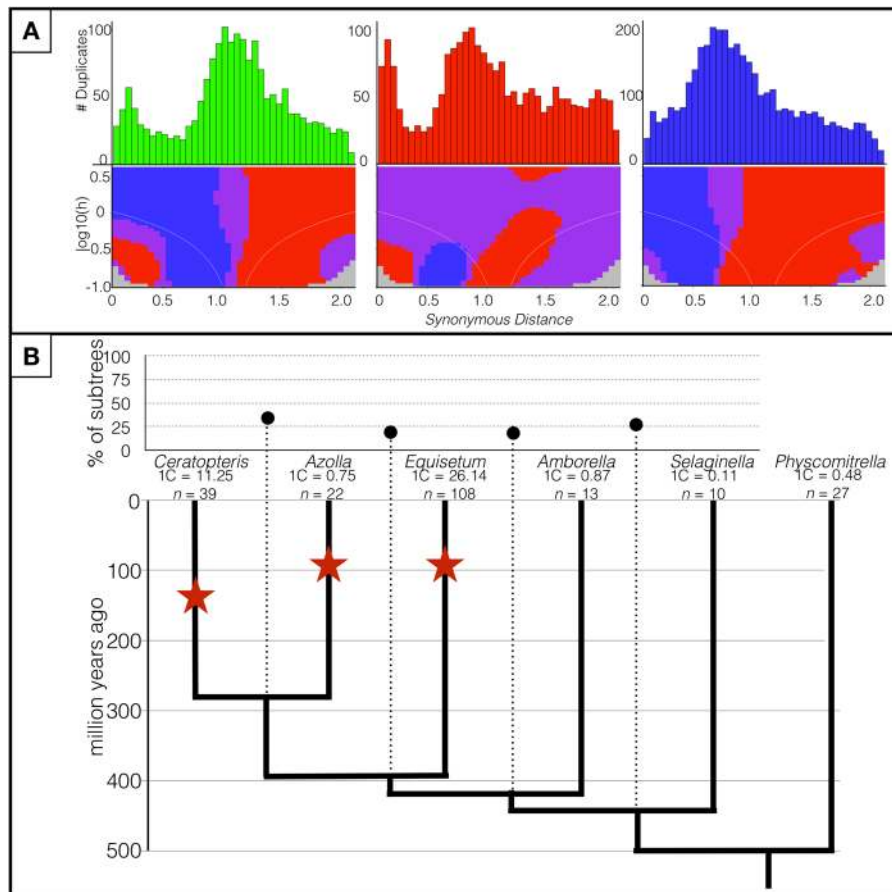 A
# Duplicates
100
50
0
100
50
0
200
100
0
log10(h)
0.5
0
0.5
-1.0
0 0.5 1.0 1.5 2.0
0.5 1.0 1.5 2.0
0 0.5 1.0 1.5 2.0
Synonymous Distance
B
% of subtrees
100
75
50
25
0
Ceratopteris Azolla Equisetum Amborella Selaginella Physcomitrella
1C = 11.25 1C = 0.75 1C = 26.14 1C = 0.87 1C = 0.11 1C = 0.48
n = 39 n = 22 n = 108 n = 13 n = 10 n = 27
million years ago
0
100
200
300
400
500